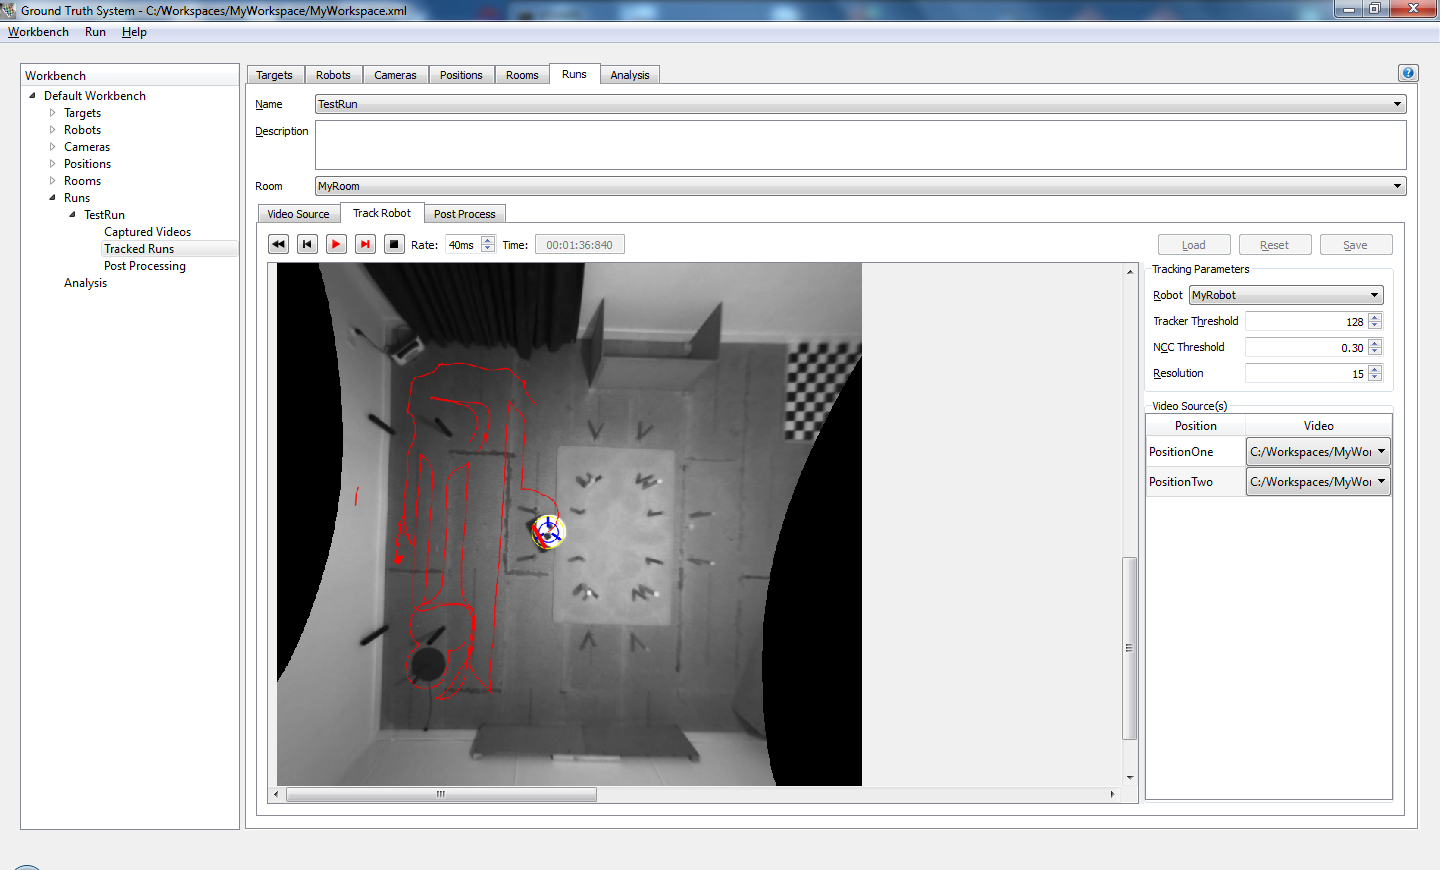 Ground Truth System - C:/Workspaces/MyWorkspace/MyWorkspace.xml
Workbench Run Help
Workbench
Default Workbench
Targets
Robots
Cameras
Positions
Rooms
Runs
TestRun
Captured Videos
Tracked Runs
Post Processing
Analysis
Targets Robots Cameras Positions Rooms Runs Analysis
Name TestRun
Description
Room MyRoom
Video Source Track Robot Post Process
Rate: 40ms Time: 00:01:36:840
Load Reset Save
Tracking Parameters
Robot MyRobot
Tracker Threshold 128
NCC Threshold 0.30
Resolution 15
Video Source(s)
Position Video
PositionOne C:/Workspaces/MyWor
PositionTwo C:/Workspaces/MyWor